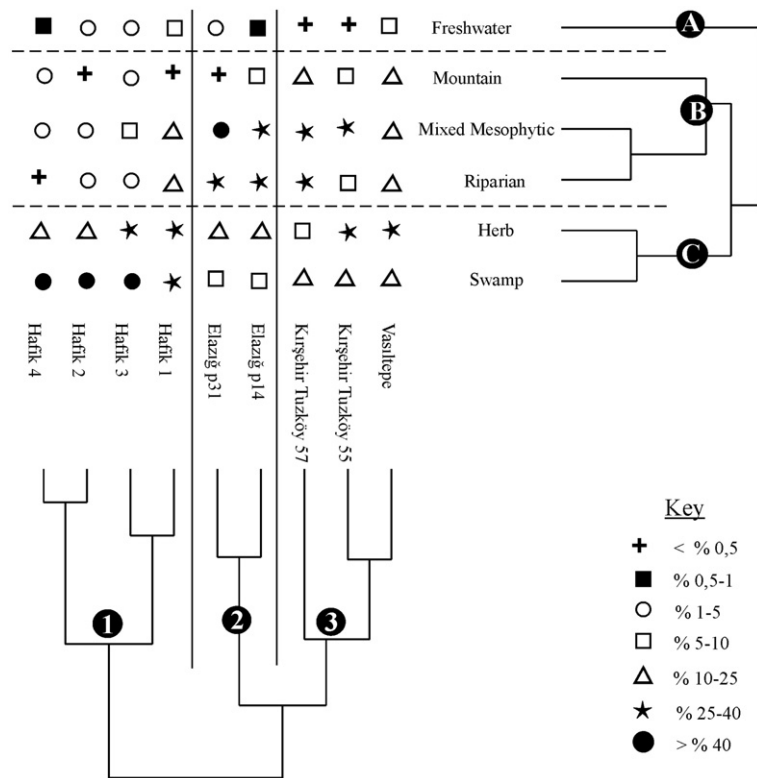 Freshwater
A
Mountain
B
Mixed Mesophytic
Riparian
Herb
C
Swamp
Hafik 4
Hafik 2
Hafik 3
Hafik 1
Elazığ p31
Elazığ p14
Kırşehir Tuzköy 57
Kırşehir Tuzköy 55
Vasıltepe
1
2
3
Key
< % 0,5
% 0,5-1
% 1-5
% 5-10
% 10-25
% 25-40
> % 40